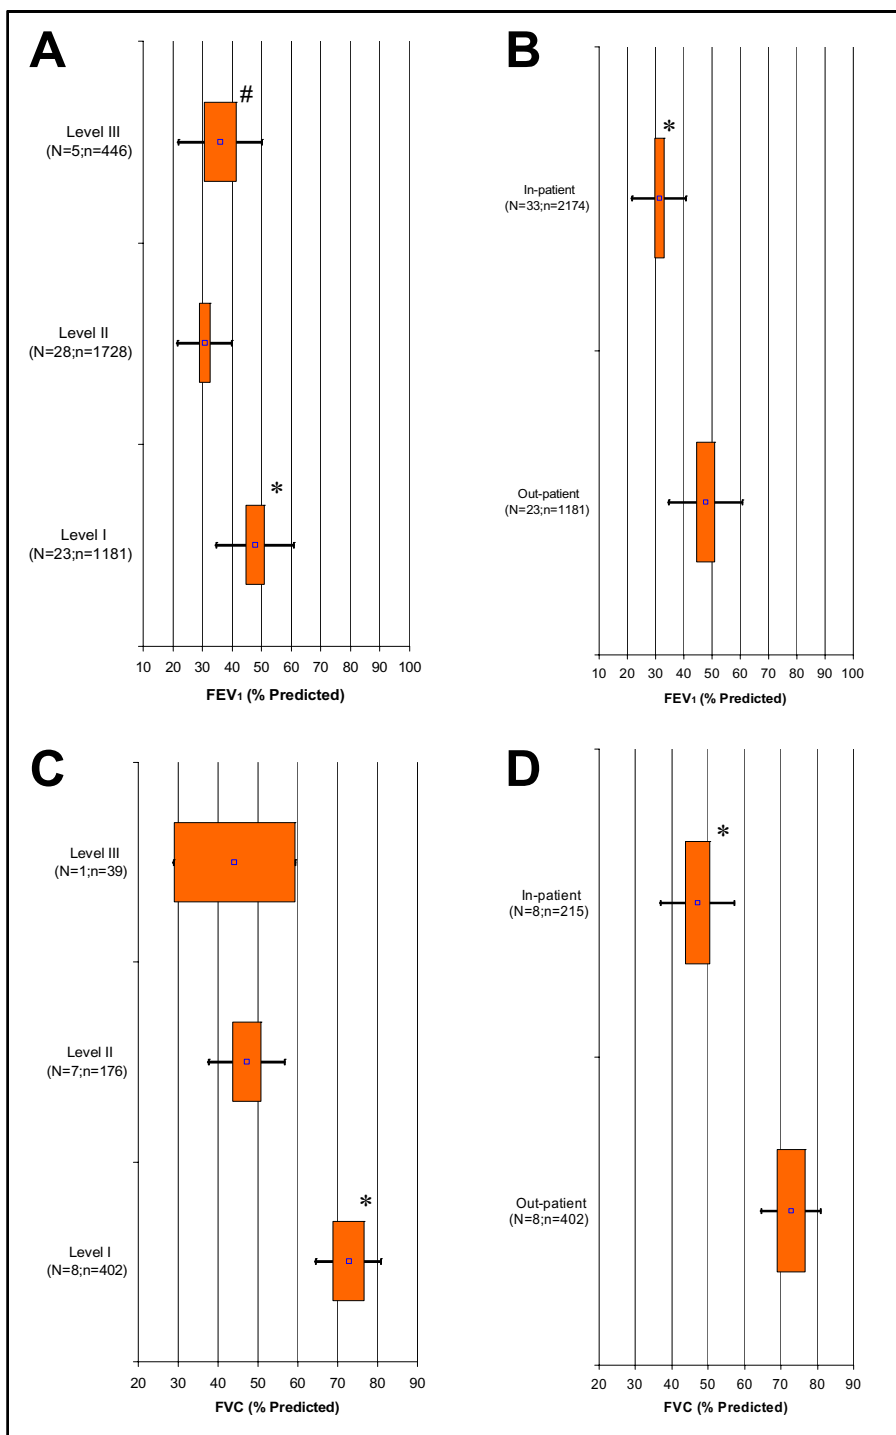 A
#
Level III
(N=5;n=446)
Level II
(N=28;n=1728)
*
Level I
(N=23;n=1181)
10 20 30 40 50 60 70 80 90 100
FEV1 (% Predicted)
B
*
In-patient
(N=33;n=2174)
Out-patient
(N=23;n=1181)
10 20 30 40 50 60 70 80 90 100
FEV1 (% Predicted)
C
Level III
(N=1;n=39)
Level II
(N=7;n=176)
*
Level I
(N=8;n=402)
20 30 40 50 60 70 80 90
FVC (% Predicted)
D
*
In-patient
(N=8;n=215)
Out-patient
(N=8;n=402)
20 30 40 50 60 70 80 90
FVC (% Predicted)